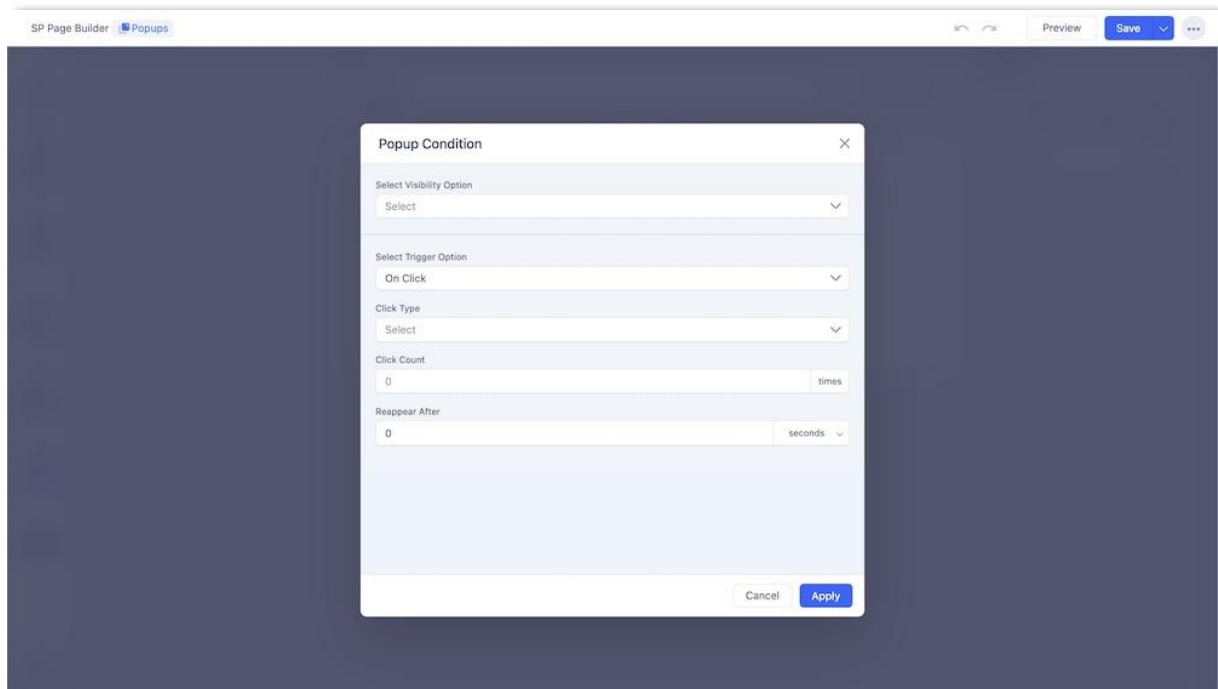 SP Page Builder Popups Preview Save
Popup Condition
Select Visibility Option
Select
Select Trigger Option
On Click
Click Type
Select
Click Count
0 times
Reappear After
0 seconds
Cancel Apply